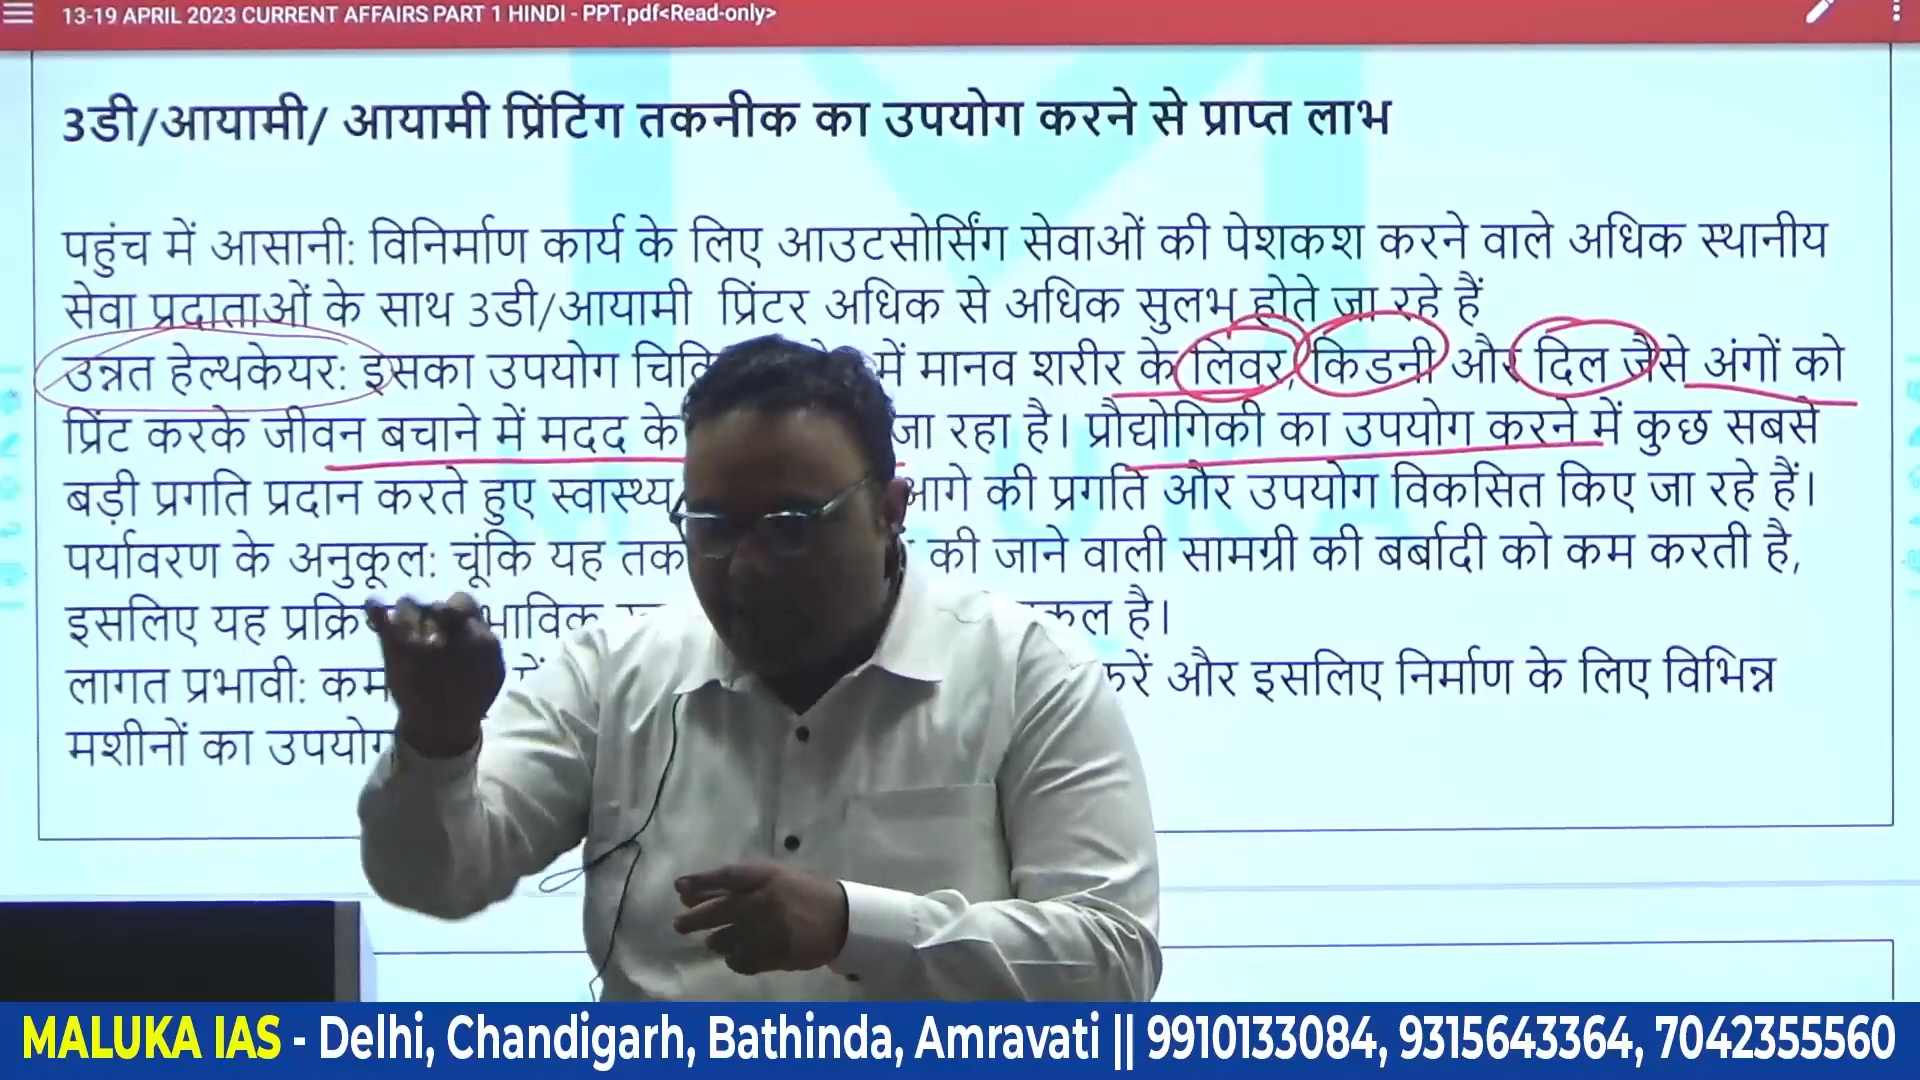 13-19 APRIL 2023 CURRENT AFFAIRS PART 1 HINDI - PPT.pdf<Read-only>
3डी/आयामी/ आयामी प्रिंटिंग तकनीक का उपयोग करने से प्राप्त लाभ
पहुंच में आसानी: विनिर्माण कार्य के लिए आउटसोर्सिंग सेवाओं की पेशकश करने वाले अधिक स्थानीय
सेवा प्रदाताओं के साथ 3डी/आयामी प्रिंटर अधिक से अधिक सुलभ होते जा रहे हैं
उन्नत हेल्थकेयर: इसका उपयोग में मानव शरीर के लिवर, किडनी और दिल जैसे अंगों को
प्रिंट करके जीवन बचाने में मदद के जा रहा है। प्रौद्योगिकी का उपयोग करने में कुछ सबसे
बड़ी प्रगति प्रदान करते हुए स्वास्थ्य आगे की प्रगति और उपयोग विकसित किए जा रहे हैं।
पर्यावरण के अनुकूल: चूंकि यह की जाने वाली सामग्री की बर्बादी को कम करती है,
इसलिए यह है।
लागत प्रभावी: कम और इसलिए निर्माण के लिए विभिन्न
मशीनों का उपयोग
MALUKA IAS - Delhi, Chandigarh, Bathinda, Amravati || 9910133084, 9315643364, 7042355560